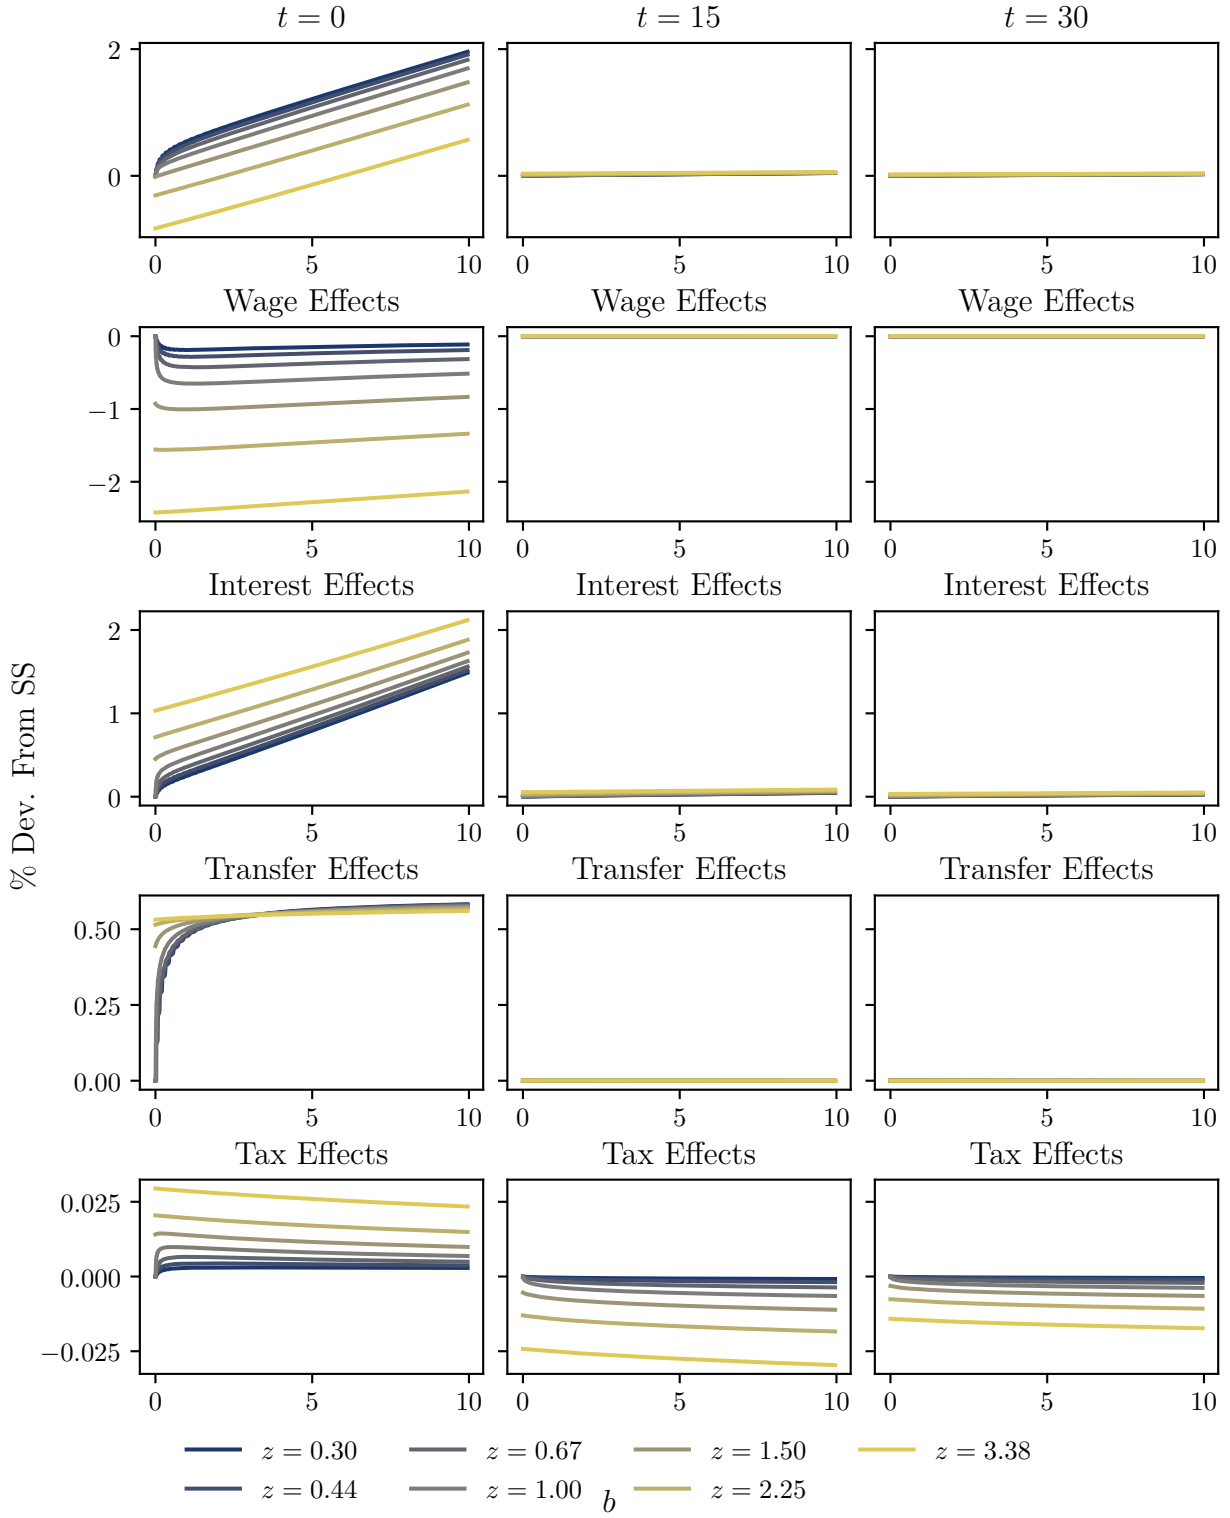 t = 0 t = 15 t = 30
2
0
0 5 10 0 5 10 0 5 10
Wage Effects Wage Effects Wage Effects
0
−1
−2
0 5 10 0 5 10 0 5 10
Interest Effects Interest Effects Interest Effects
2
1
0
0 5 10 0 5 10 0 5 10
% Dev. From SS
Transfer Effects Transfer Effects Transfer Effects
0.50
0.25
0.00
0 5 10 0 5 10 0 5 10
Tax Effects Tax Effects Tax Effects
0.025
0.000
−0.025
0 5 10 0 5 10 0 5 10
z = 0.30 z = 0.67 z = 1.50 z = 3.38
z = 0.44 z = 1.00 z = 2.25
b